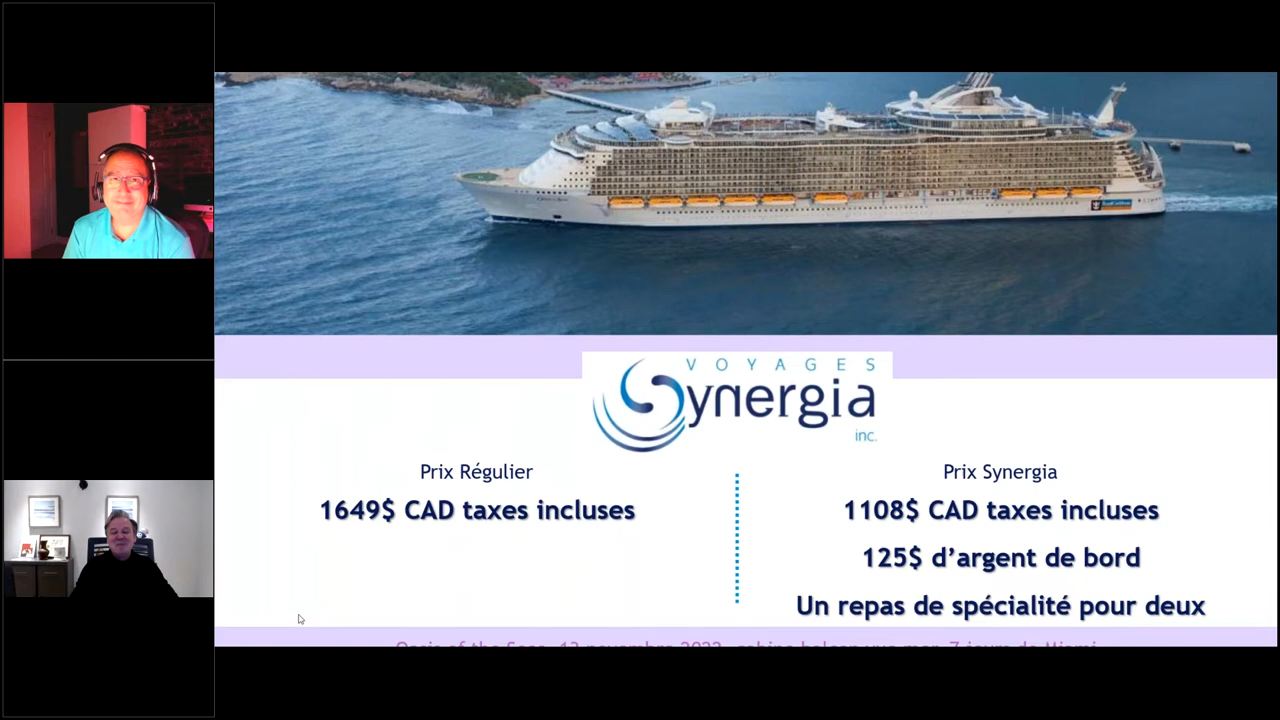 VOYAGES
Synergia
inc.
Prix Régulier
1649$ CAD taxes incluses
Prix Synergia
1108$ CAD taxes incluses
125$ d’argent de bord
Un repas de spécialité pour deux